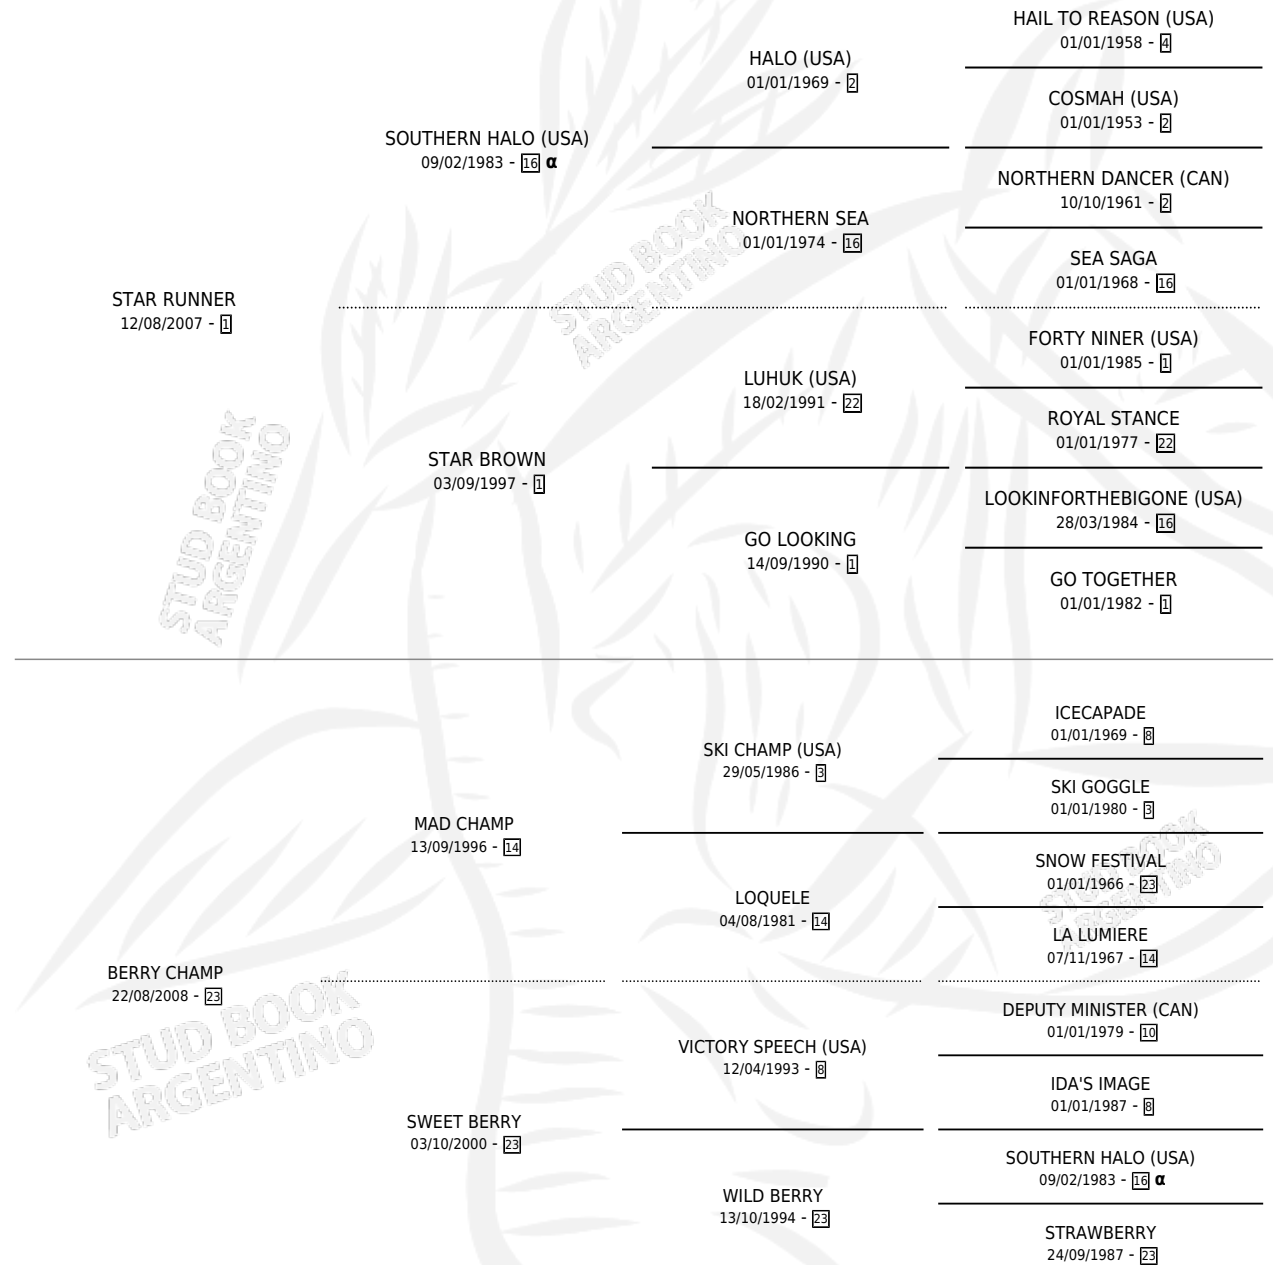 HAIL TO REASON (USA)
01/01/1958 - 4
HALO (USA)
01/01/1969 - 2
COSMAH (USA)
01/01/1953 - 2
SOUTHERN HALO (USA)
09/02/1983 - 16 α
NORTHERN DANCER (CAN)
10/10/1961 - 2
NORTHERN SEA
01/01/1974 - 16
SEA SAGA
01/01/1968 - 16
STAR RUNNER
12/08/2007 - 1
FORTY NINER (USA)
01/01/1985 - 1
LUHUK (USA)
18/02/1991 - 22
ROYAL STANCE
01/01/1977 - 22
STAR BROWN
03/09/1997 - 1
LOOKINFORTHEBIGONE (USA)
28/03/1984 - 16
GO LOOKING
14/09/1990 - 1
GO TOGETHER
01/01/1982 - 1
ICECAPADE
01/01/1969 - 8
SKI CHAMP (USA)
29/05/1986 - 3
SKI GOGGLE
01/01/1980 - 3
MAD CHAMP
13/09/1996 - 14
SNOW FESTIVAL
01/01/1966 - 23
LOQUELE
04/08/1981 - 14
LA LUMIERE
07/11/1967 - 14
BERRY CHAMP
22/08/2008 - 23
DEPUTY MINISTER (CAN)
01/01/1979 - 10
VICTORY SPEECH (USA)
12/04/1993 - 8
IDA'S IMAGE
01/01/1987 - 8
SWEET BERRY
03/10/2000 - 23
SOUTHERN HALO (USA)
09/02/1983 - 16 α
WILD BERRY
13/10/1994 - 23
STRAWBERRY
24/09/1987 - 23
STUD BOOK
ARGENTINO
STUD BOOK
ARGENTINO
STUD BOOK
ARGENTINO
STUD BOOK
ARGENTINO